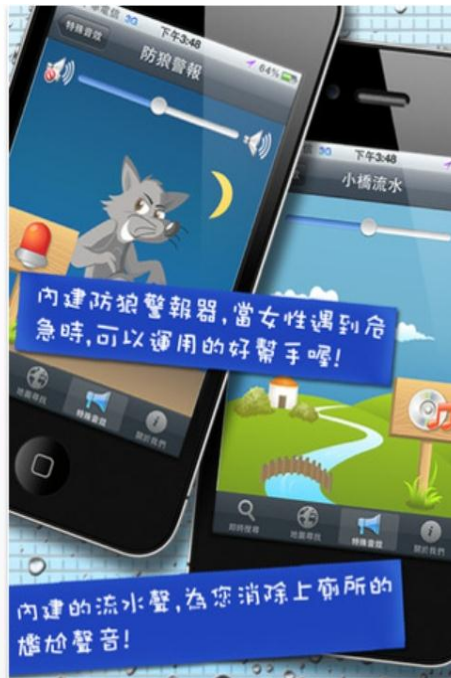 3G
下午3:48
64%
特殊音效
防狼警報
3G
下午3:48
小橋流水
內建防狼警報器,當女性遇到危
急時,可以運用的好幫手喔!
地圖尋找
特殊音效
關於我們
即時搜尋
地圖尋找
特殊音效
關於我們
內建的流水聲,為您消除上廁所的
尷尬聲音!